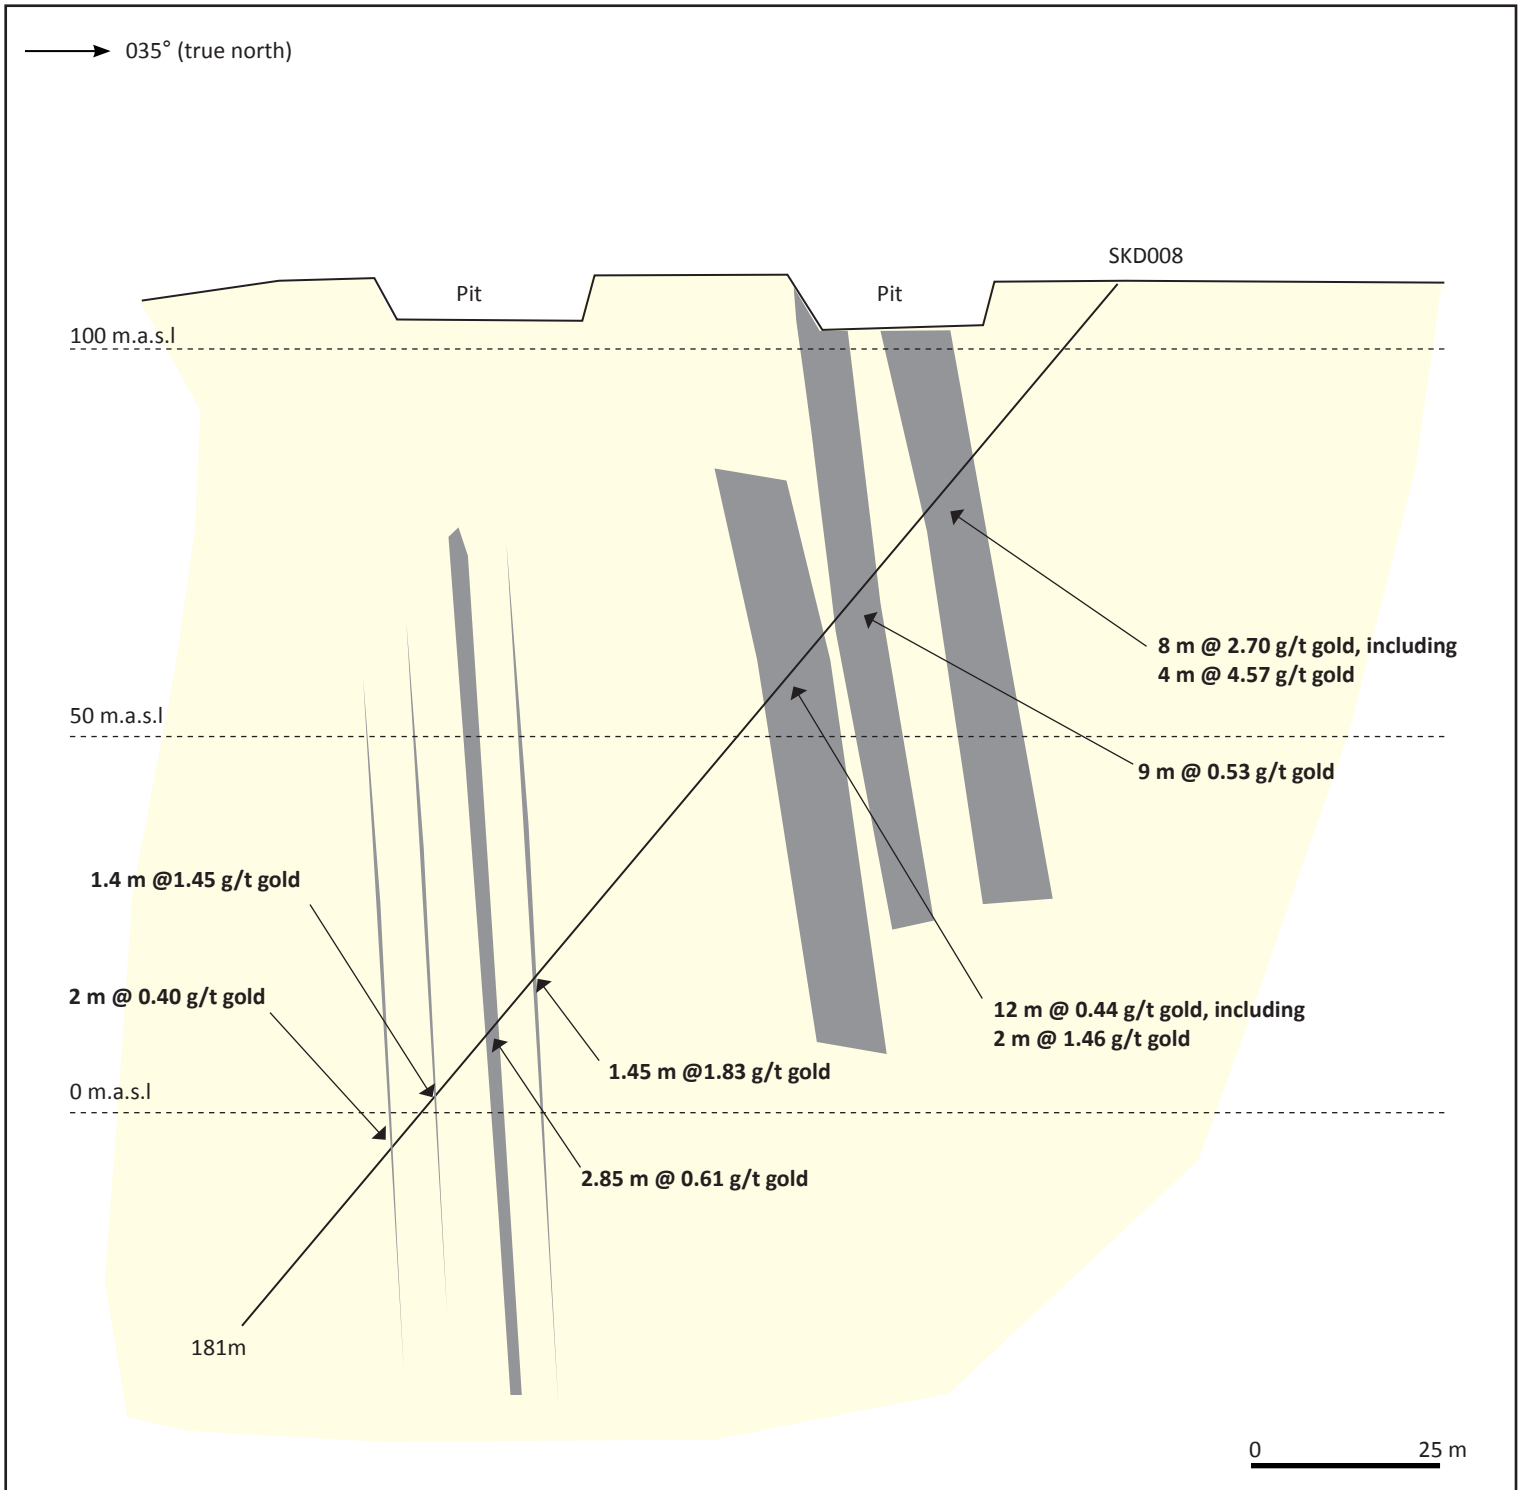 035° (true north)
SKD008
Pit
Pit
100 m.a.s.l
8 m @ 2.70 g/t gold, including
4 m @ 4.57 g/t gold
50 m.a.s.l
9 m @ 0.53 g/t gold
1.4 m @1.45 g/t gold
2 m @ 0.40 g/t gold
12 m @ 0.44 g/t gold, including
2 m @ 1.46 g/t gold
1.45 m @1.83 g/t gold
0 m.a.s.l
2.85 m @ 0.61 g/t gold
181m
0 25 m